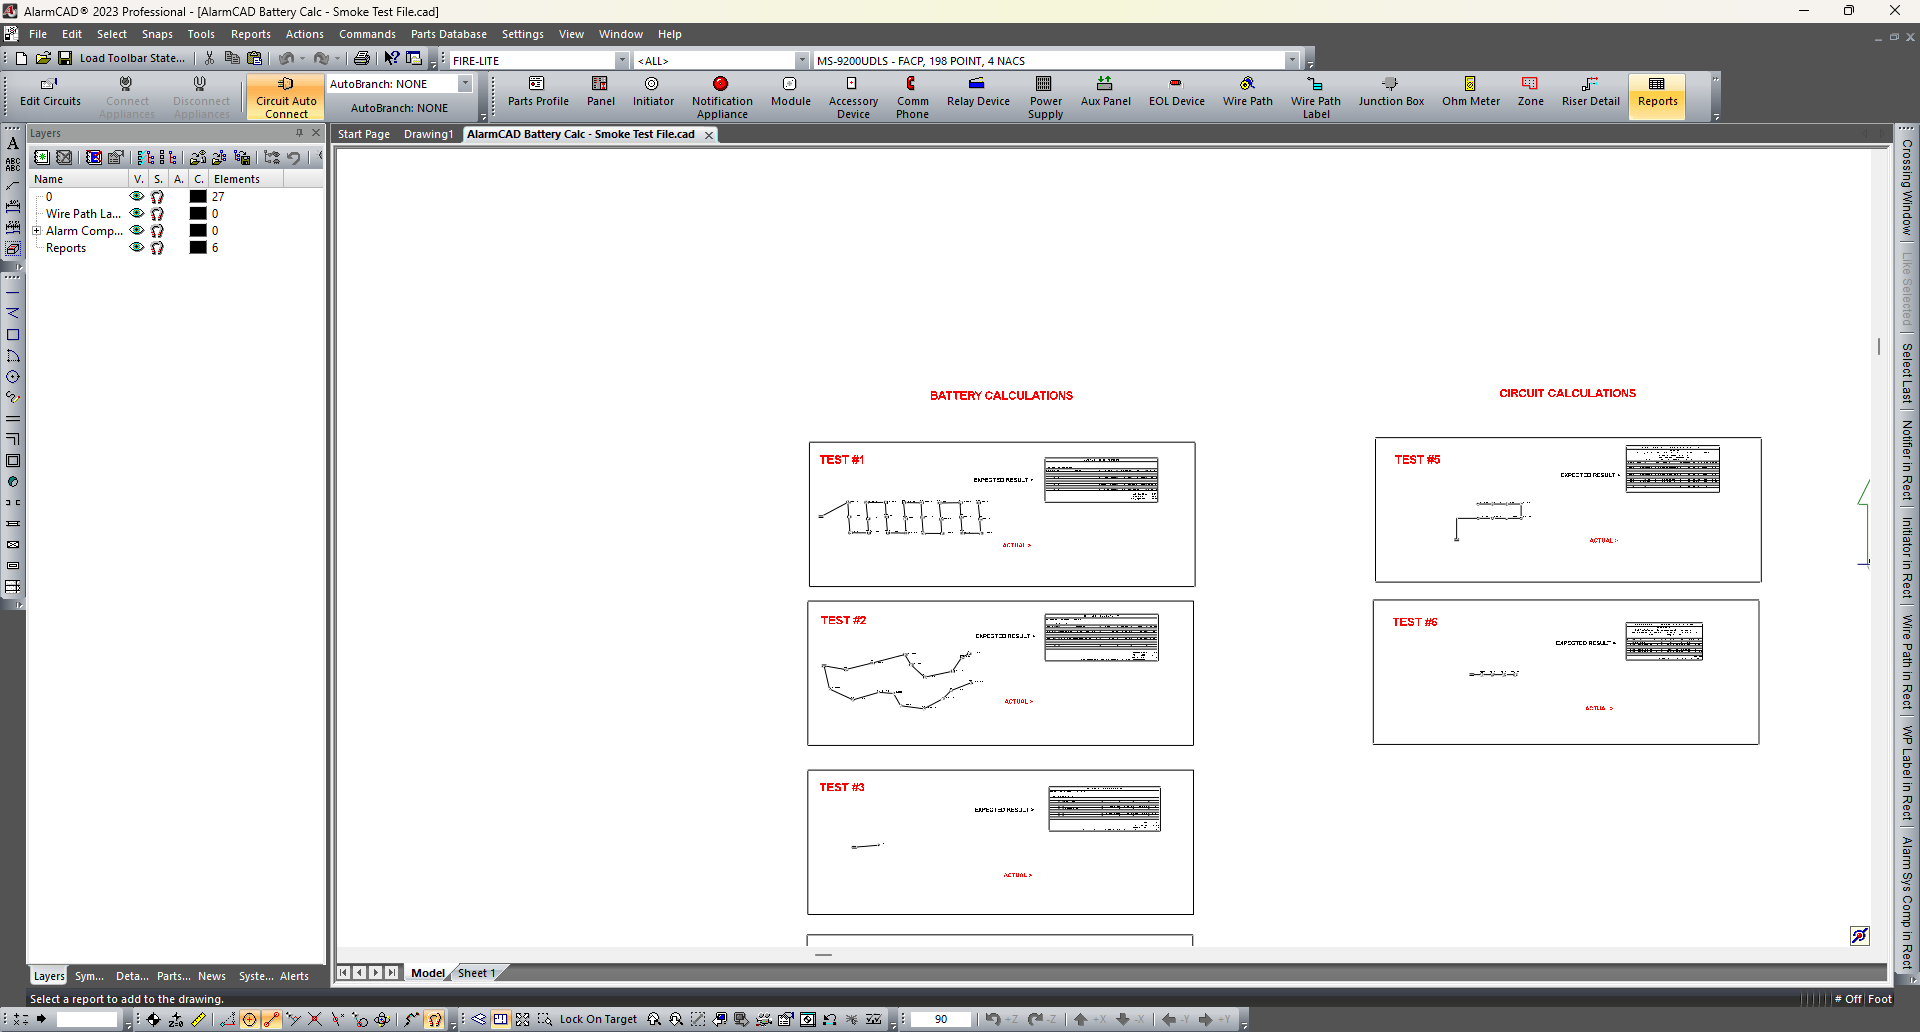 AlarmCAD® 2023 Professional - [AlarmCAD Battery Calc - Smoke Test File.cad]
File Edit Select Snaps Tools Reports Actions Commands Parts Database Settings View Window Help
Load Toolbar State... FIRE-LITE <ALL> MS-9200UDLS - FACP, 198 POINT, 4 NACS
Edit Circuits Connect Appliances Disconnect Appliances Circuit Auto Connect AutoBranch: NONE AutoBranch: NONE
Parts Profile Panel Initiator Notification Appliance Module Accessory Device Comm Phone Relay Device Power Supply Aux Panel EOL Device Wire Path Wire Path Label Junction Box Ohm Meter Zone Riser Detail Reports
Layers
Start Page Drawing1 AlarmCAD Battery Calc - Smoke Test File.cad
Name V. S. A. C. Elements
0 27
Wire Path La... 0
Alarm Comp... 0
Reports 6
BATTERY CALCULATIONS
CIRCUIT CALCULATIONS
TEST #1
EXPECTED RESULT >
ACTUAL >
TEST #5
EXPECTED RESULT >
ACTUAL >
TEST #2
EXPECTED RESULT >
ACTUAL >
TEST #6
EXPECTED RESULT >
ACTUAL >
TEST #3
EXPECTED RESULT >
ACTUAL >
Crossing Window
Like Selected
Select Last
Notifier in Rect
Initiator in Rect
Wire Path in Rect
WP Label in Rect
Alarm Sys Comp in Rect
Layers Sym... Deta... Parts... News Syste... Alerts
Model Sheet 1
Select a report to add to the drawing.
# Off Foot
Lock On Target 90 +Z -Z +X -X -Y +Y